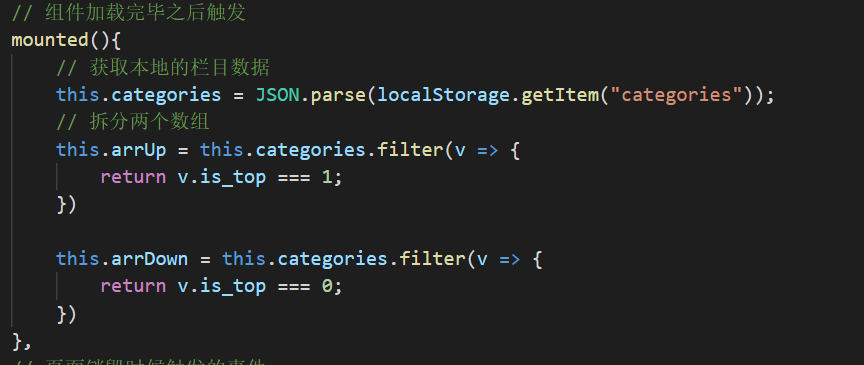 // 组件加载完毕之后触发
mounted(){
// 获取本地的栏目数据
this.categories = JSON.parse(localStorage.getItem("categories"));
// 拆分两个数组
this.arrUp = this.categories.filter(v => {
return v.is_top === 1;
})
this.arrDown = this.categories.filter(v => {
return v.is_top === 0;
})
},